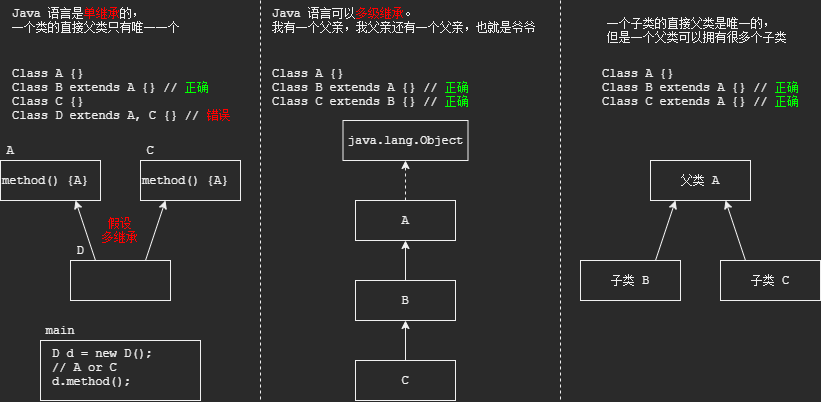 Java 语言是单继承的，
一个类的直接父类只有唯一一个
Class A {}
Class B extends A {} // 正确
Class C {}
Class D extends A, C {} // 错误
A
C
method() {A}
method() {A}
假设
多继承
D
main
D d = new D();
// A or C
d.method();
Java 语言可以多级继承。
我有一个父亲，我父亲还有一个父亲，也就是爷爷
Class A {}
Class B extends A {} // 正确
Class C extends B {} // 正确
java.lang.Object
A
B
C
一个子类的直接父类是唯一的，
但是一个父类可以拥有很多个子类
Class A {}
Class B extends A {} // 正确
Class C extends A {} // 正确
父类 A
子类 B
子类 C